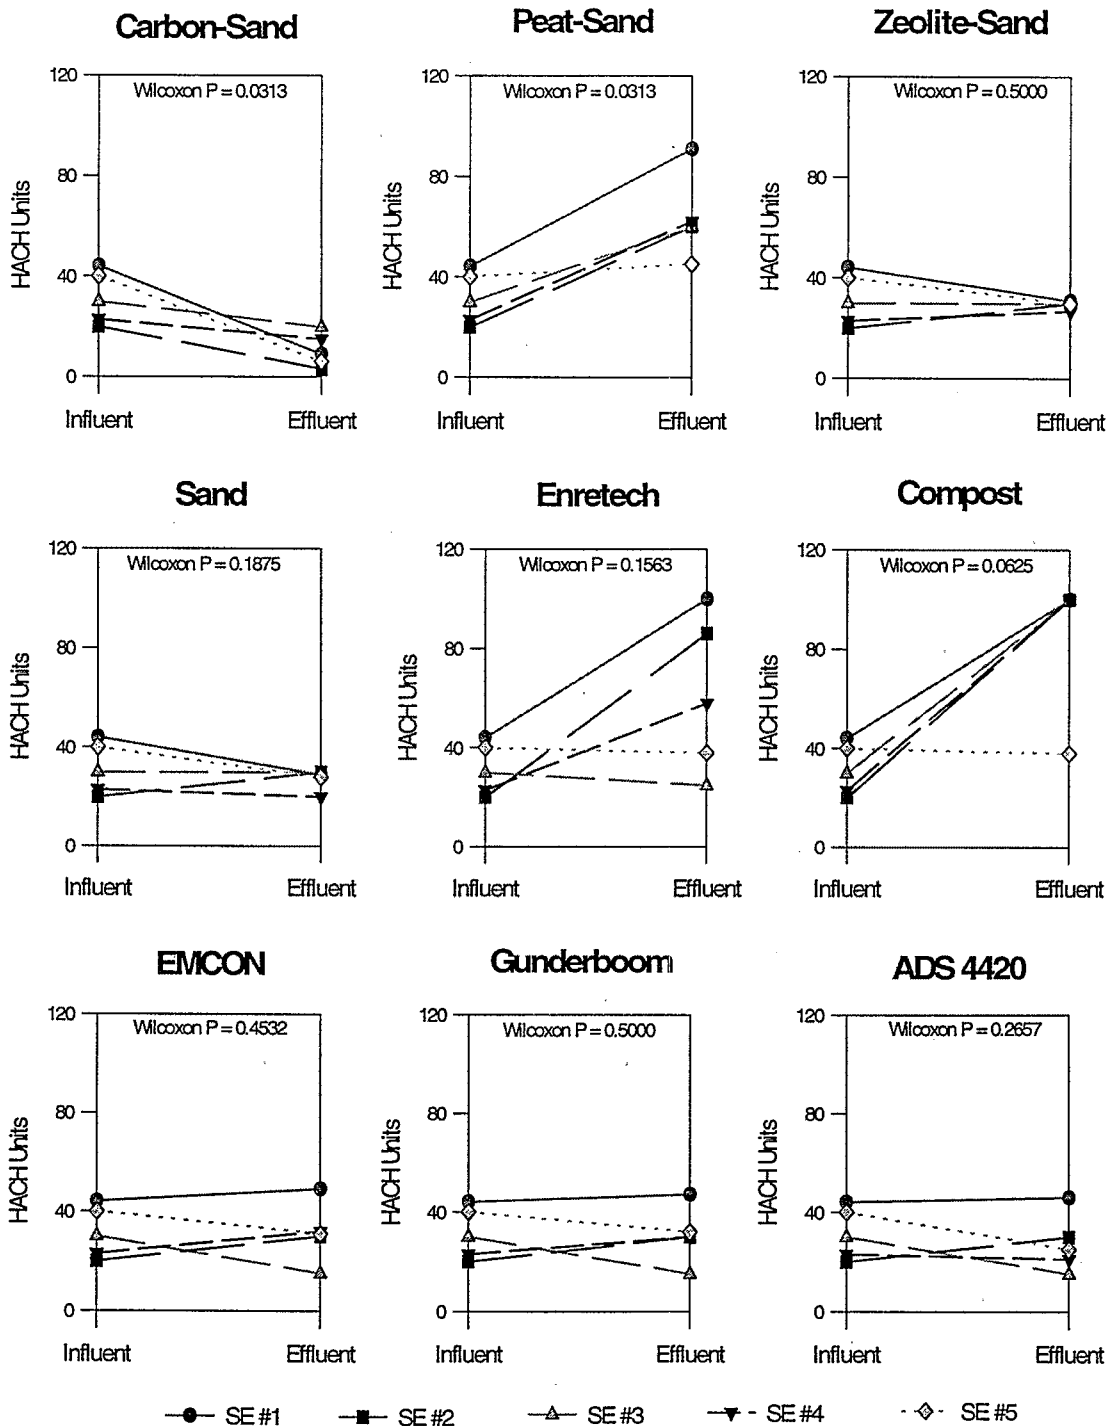 Carbon-Sand
Peat-Sand
Zeolite-Sand
120
Wilcoxon P = 0.0313
80
HACH Units
40
0
Influent
Effluent
120
Wilcoxon P = 0.0313
80
HACH Units
40
0
Influent
Effluent
120
Wilcoxon P = 0.5000
80
HACH Units
40
0
Influent
Effluent
Sand
Enretech
Compost
120
Wilcoxon P = 0.1875
80
HACH Units
40
0
Influent
Effluent
120
Wilcoxon P = 0.1563
80
HACH Units
40
0
Influent
Effluent
120
Wilcoxon P = 0.0625
80
HACH Units
40
0
Influent
Effluent
EMCON
Gunderboom
ADS 4420
120
Wilcoxon P = 0.4532
80
HACH Units
40
0
Influent
Effluent
120
Wilcoxon P = 0.5000
80
HACH Units
40
0
Influent
Effluent
120
Wilcoxon P = 0.2657
80
HACH Units
40
0
Influent
Effluent
SE #1
SE #2
SE #3
SE #4
SE #5